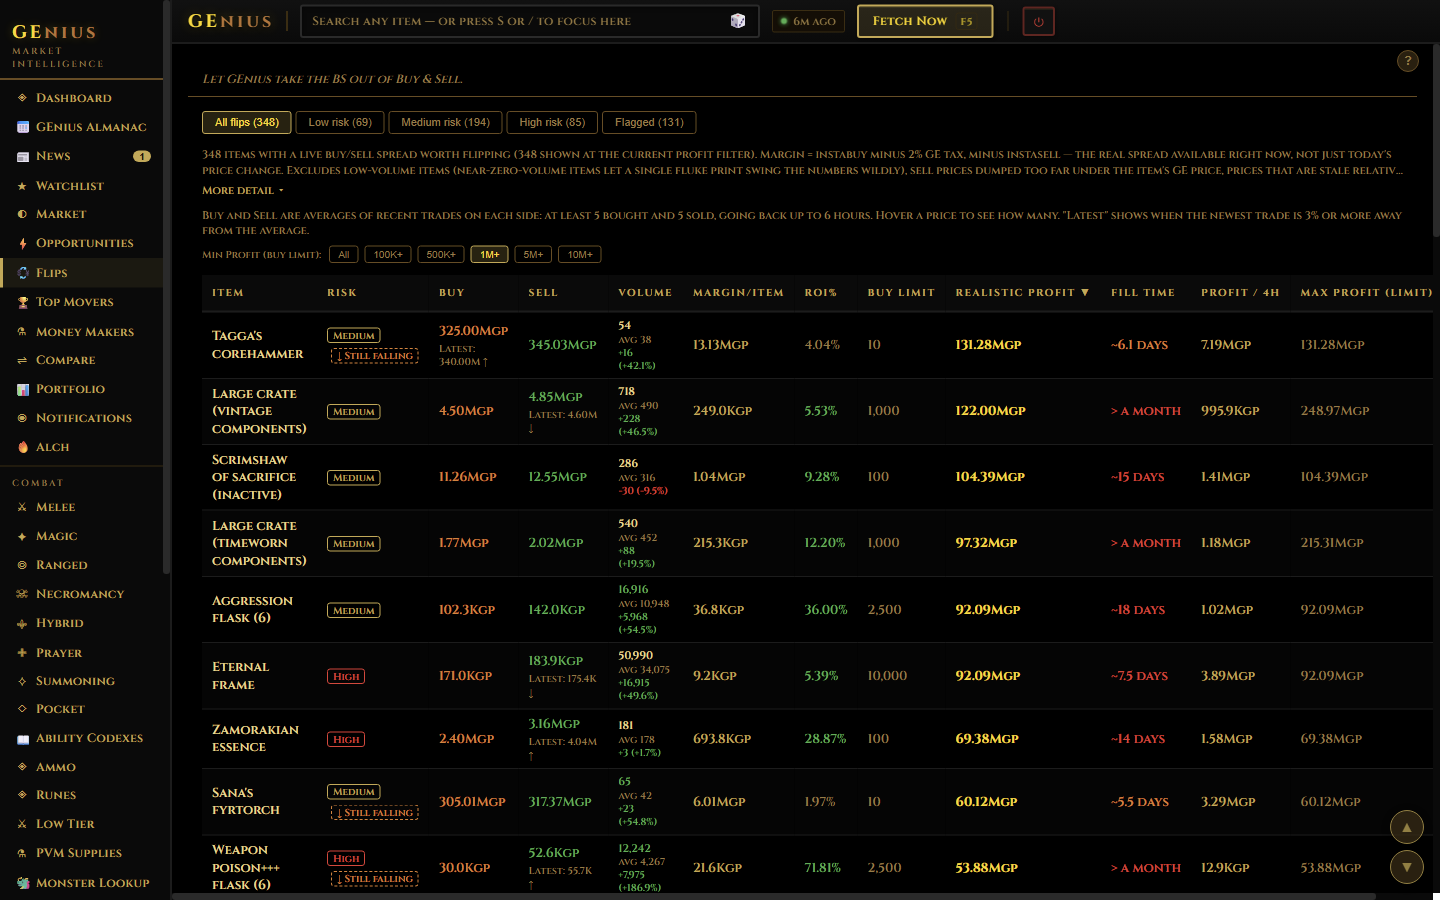 GENIUS
MARKET
INTELLIGENCE
Dashboard
GEnius Almanac
News 1
Watchlist
Market
Opportunities
Flips
Top Movers
Money Makers
Compare
Portfolio
Notifications
Alch
COMBAT
Melee
Magic
Ranged
Necromancy
Hybrid
Prayer
Summoning
Pocket
Ability Codexes
Ammo
Runes
Low Tier
PVM Supplies
Monster Lookup
GENIUS
Search any item — or press S or / to focus here
6m ago
Fetch Now F5
?
Let GEnius take the BS out of Buy & Sell.
All flips (348)
Low risk (69)
Medium risk (194)
High risk (85)
Flagged (131)
348 items with a live buy/sell spread worth flipping (348 shown at the current profit filter). Margin = instabuy minus 2% GE tax, minus instasell — the real spread available right now, not just today's
price change. Excludes low-volume items (near-zero-volume items let a single fluke print swing the numbers wildly), sell prices dumped too far under the item's GE price, prices that are stale relativ...
More detail ▾
Buy and Sell are averages of recent trades on each side: at least 5 bought and 5 sold, going back up to 6 hours. Hover a price to see how many. "Latest" shows when the newest trade is 3% or more away
from the average.
Min Profit (buy limit): All 100K+ 500K+ 1M+ 5M+ 10M+
ITEM RISK BUY SELL VOLUME MARGIN/ITEM ROI% BUY LIMIT REALISTIC PROFIT ▼ FILL TIME PROFIT / 4H MAX PROFIT (LIMIT)
Tagga's
corehammer
Medium
↓ Still falling
325.00MGP
Latest:
340.00M ↑
345.03MGP
54
avg 38
+16
(+42.1%)
13.13MGP
4.04%
10
131.28MGP
~6.1 days
7.19MGP
131.28MGP
Large crate
(vintage
components)
Medium
4.50MGP
4.85MGP
Latest: 4.60M
↓
718
avg 490
+228
(+46.5%)
249.0KGP
5.53%
1,000
122.00MGP
> a month
995.9KGP
248.97MGP
Scrimshaw
of sacrifice
(inactive)
Medium
11.26MGP
12.55MGP
286
avg 316
-30 (-9.5%)
1.04MGP
9.28%
100
104.39MGP
~15 days
1.41MGP
104.39MGP
Large crate
(timeworn
components)
Medium
1.77MGP
2.02MGP
540
avg 452
+88
(+19.5%)
215.3KGP
12.20%
1,000
97.32MGP
> a month
1.18MGP
215.31MGP
Aggression
flask (6)
Medium
102.3KGP
142.0KGP
16,916
avg 10,948
+5,968
(+54.5%)
36.8KGP
36.00%
2,500
92.09MGP
~18 days
1.02MGP
92.09MGP
Eternal
frame
High
171.0KGP
183.9KGP
Latest: 175.4K
↓
50,990
avg 34,075
+16,915
(+49.6%)
9.2KGP
5.39%
10,000
92.09MGP
~7.5 days
3.89MGP
92.09MGP
Zamorakian
essence
High
2.40MGP
3.16MGP
Latest: 4.04M
↑
181
avg 178
+3 (+1.7%)
693.8KGP
28.87%
100
69.38MGP
~14 days
1.58MGP
69.38MGP
Sana's
fyrtorch
Medium
↓ Still falling
305.01MGP
317.37MGP
65
avg 42
+23
(+54.8%)
6.01MGP
1.97%
10
60.12MGP
~5.5 days
3.29MGP
60.12MGP
Weapon
poison+++
flask (6)
High
↓ Still falling
30.0KGP
52.6KGP
Latest: 55.7K
↑
12,242
avg 4,267
+7,975
(+186.9%)
21.6KGP
71.81%
2,500
53.88MGP
> a month
12.9KGP
53.88MGP